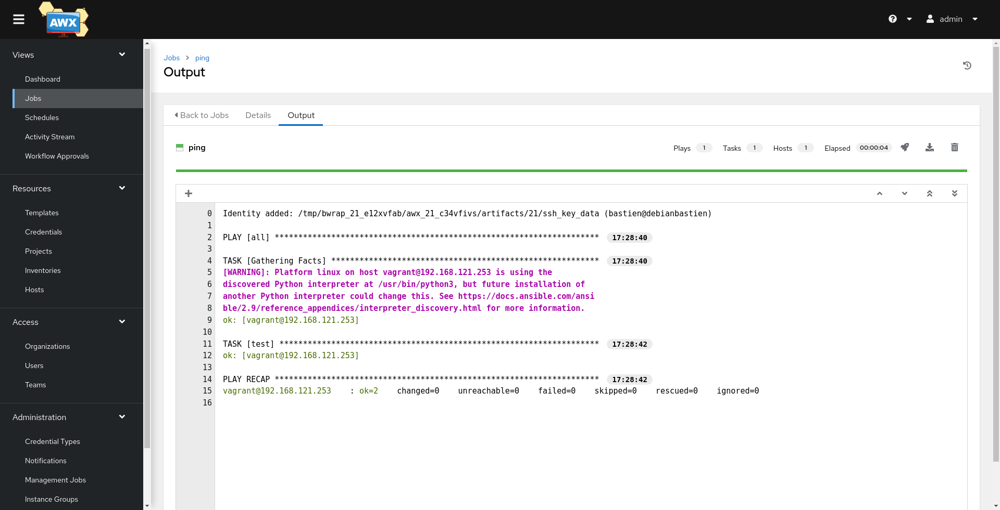 AWX
admin
Views
Dashboard
Jobs
Schedules
Activity Stream
Workflow Approvals
Resources
Templates
Credentials
Projects
Inventories
Hosts
Access
Organizations
Users
Teams
Administration
Credential Types
Notifications
Management Jobs
Instance Groups
Jobs > ping
Output
Back to Jobs Details Output
ping Plays 1 Tasks 1 Hosts 1 Elapsed 00:00:04
0 Identity added: /tmp/bwrap_21_e12xvfab/awx_21_c34vfivs/artifacts/21/ssh_key_data (bastien@debianbastien)
1
2 PLAY [all] ********************************************************************* 17:28:40
3
4 TASK [Gathering Facts] ********************************************************* 17:28:40
5 [WARNING]: Platform linux on host vagrant@192.168.121.253 is using the
6 discovered Python interpreter at /usr/bin/python3, but future installation of
7 another Python interpreter could change this. See https://docs.ansible.com/ansi
8 ble/2.9/reference_appendices/interpreter_discovery.html for more information.
9 ok: [vagrant@192.168.121.253]
10
11 TASK [test] ******************************************************************** 17:28:42
12 ok: [vagrant@192.168.121.253]
13
14 PLAY RECAP ********************************************************************* 17:28:42
15 vagrant@192.168.121.253    : ok=2    changed=0    unreachable=0    failed=0    skipped=0    rescued=0    ignored=0
16